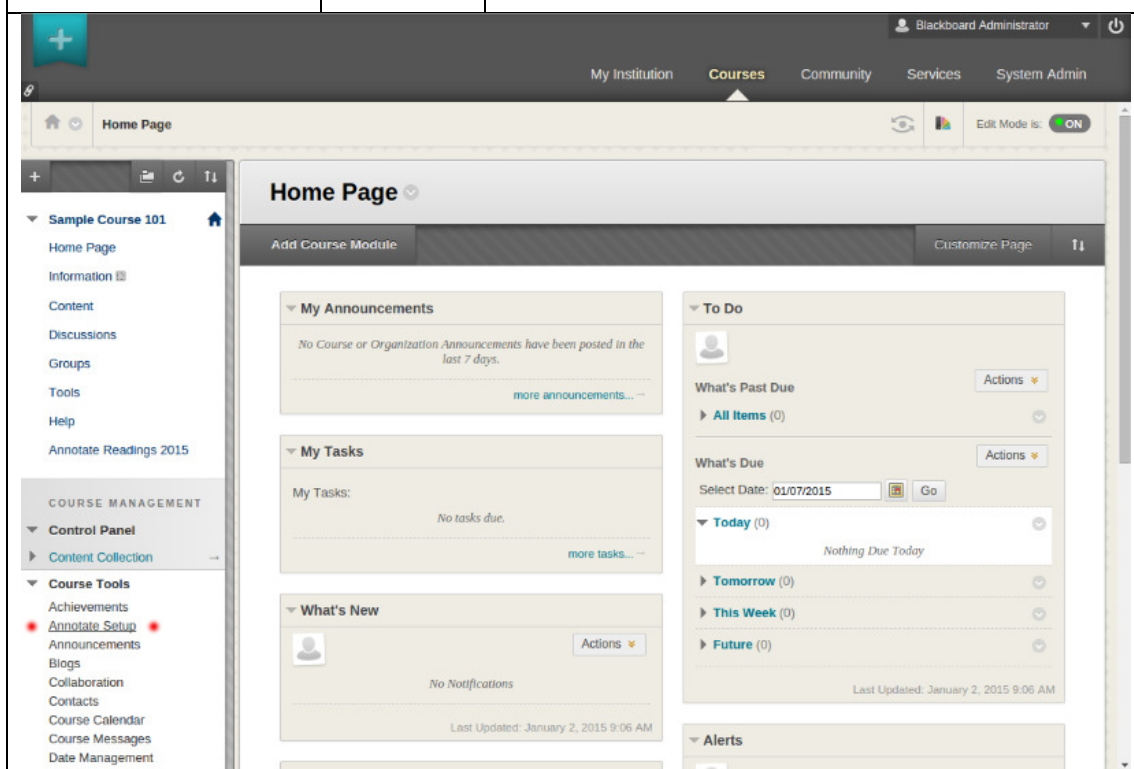 Blackboard Administrator
My Institution Courses Community Services System Admin
Home Page
Edit Mode is: ON
Sample Course 101
Home Page
Information
Content
Discussions
Groups
Tools
Help
Annotate Readings 2015
COURSE MANAGEMENT
Control Panel
Content Collection
Course Tools
Achievements
Annotate Setup
Announcements
Blogs
Collaboration
Contacts
Course Calendar
Course Messages
Date Management
Home Page
Add Course Module
Customize Page
My Announcements
No Course or Organization Announcements have been posted in the
last 7 days.
more announcements...
My Tasks
My Tasks:
No tasks due.
more tasks...
What's New
Actions
No Notifications
Last Updated: January 2, 2015 9:06 AM
To Do
What's Past Due
Actions
All Items (0)
What's Due
Actions
Select Date: 01/07/2015 Go
Today (0)
Nothing Due Today
Tomorrow (0)
This Week (0)
Future (0)
Last Updated: January 2, 2015 9:06 AM
Alerts